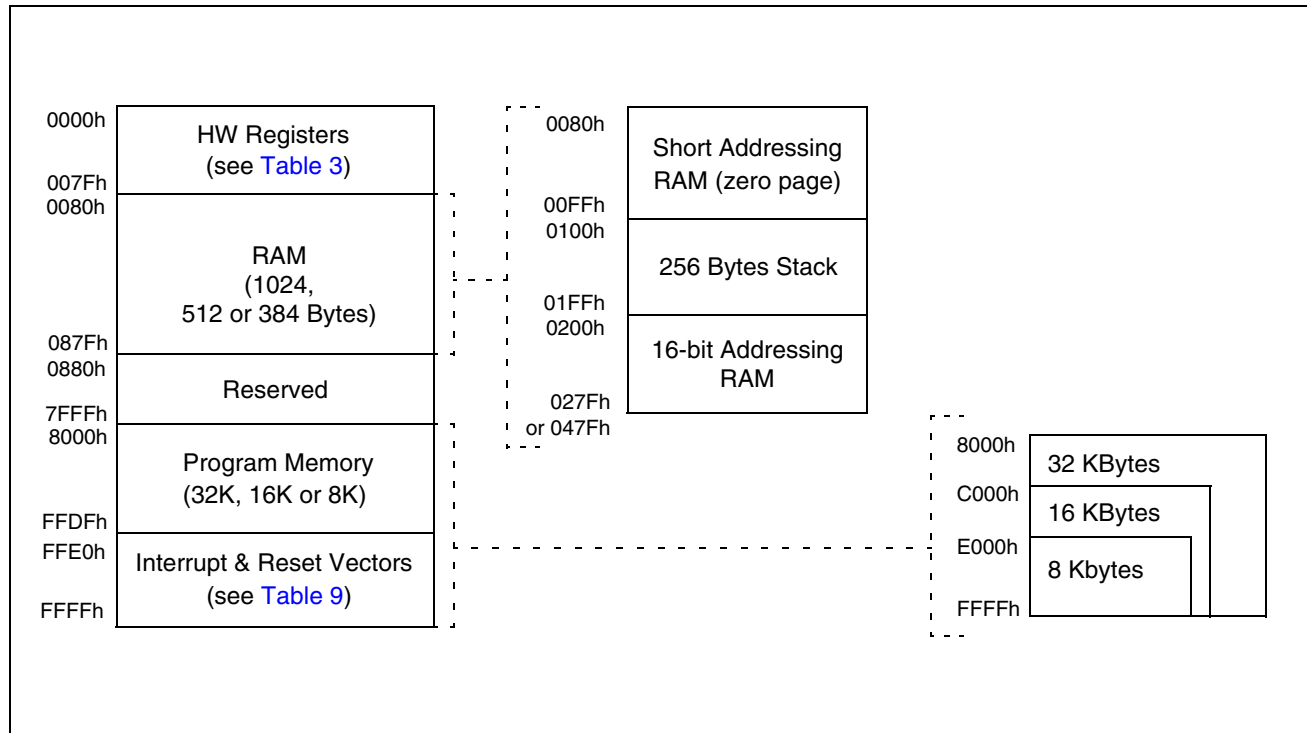 0000h
HW Registers
(see Table 3)
007Fh
0080h
RAM
(1024,
512 or 384 Bytes)
087Fh
0880h
Reserved
7FFFh
8000h
Program Memory
(32K, 16K or 8K)
FFDFh
FFE0h
Interrupt & Reset Vectors
(see Table 9)
FFFFh
0080h
Short Addressing
RAM (zero page)
00FFh
0100h
256 Bytes Stack
01FFh
0200h
16-bit Addressing
RAM
027Fh
or 047Fh
8000h
32 KBytes
C000h
16 KBytes
E000h
8 Kbytes
FFFFh